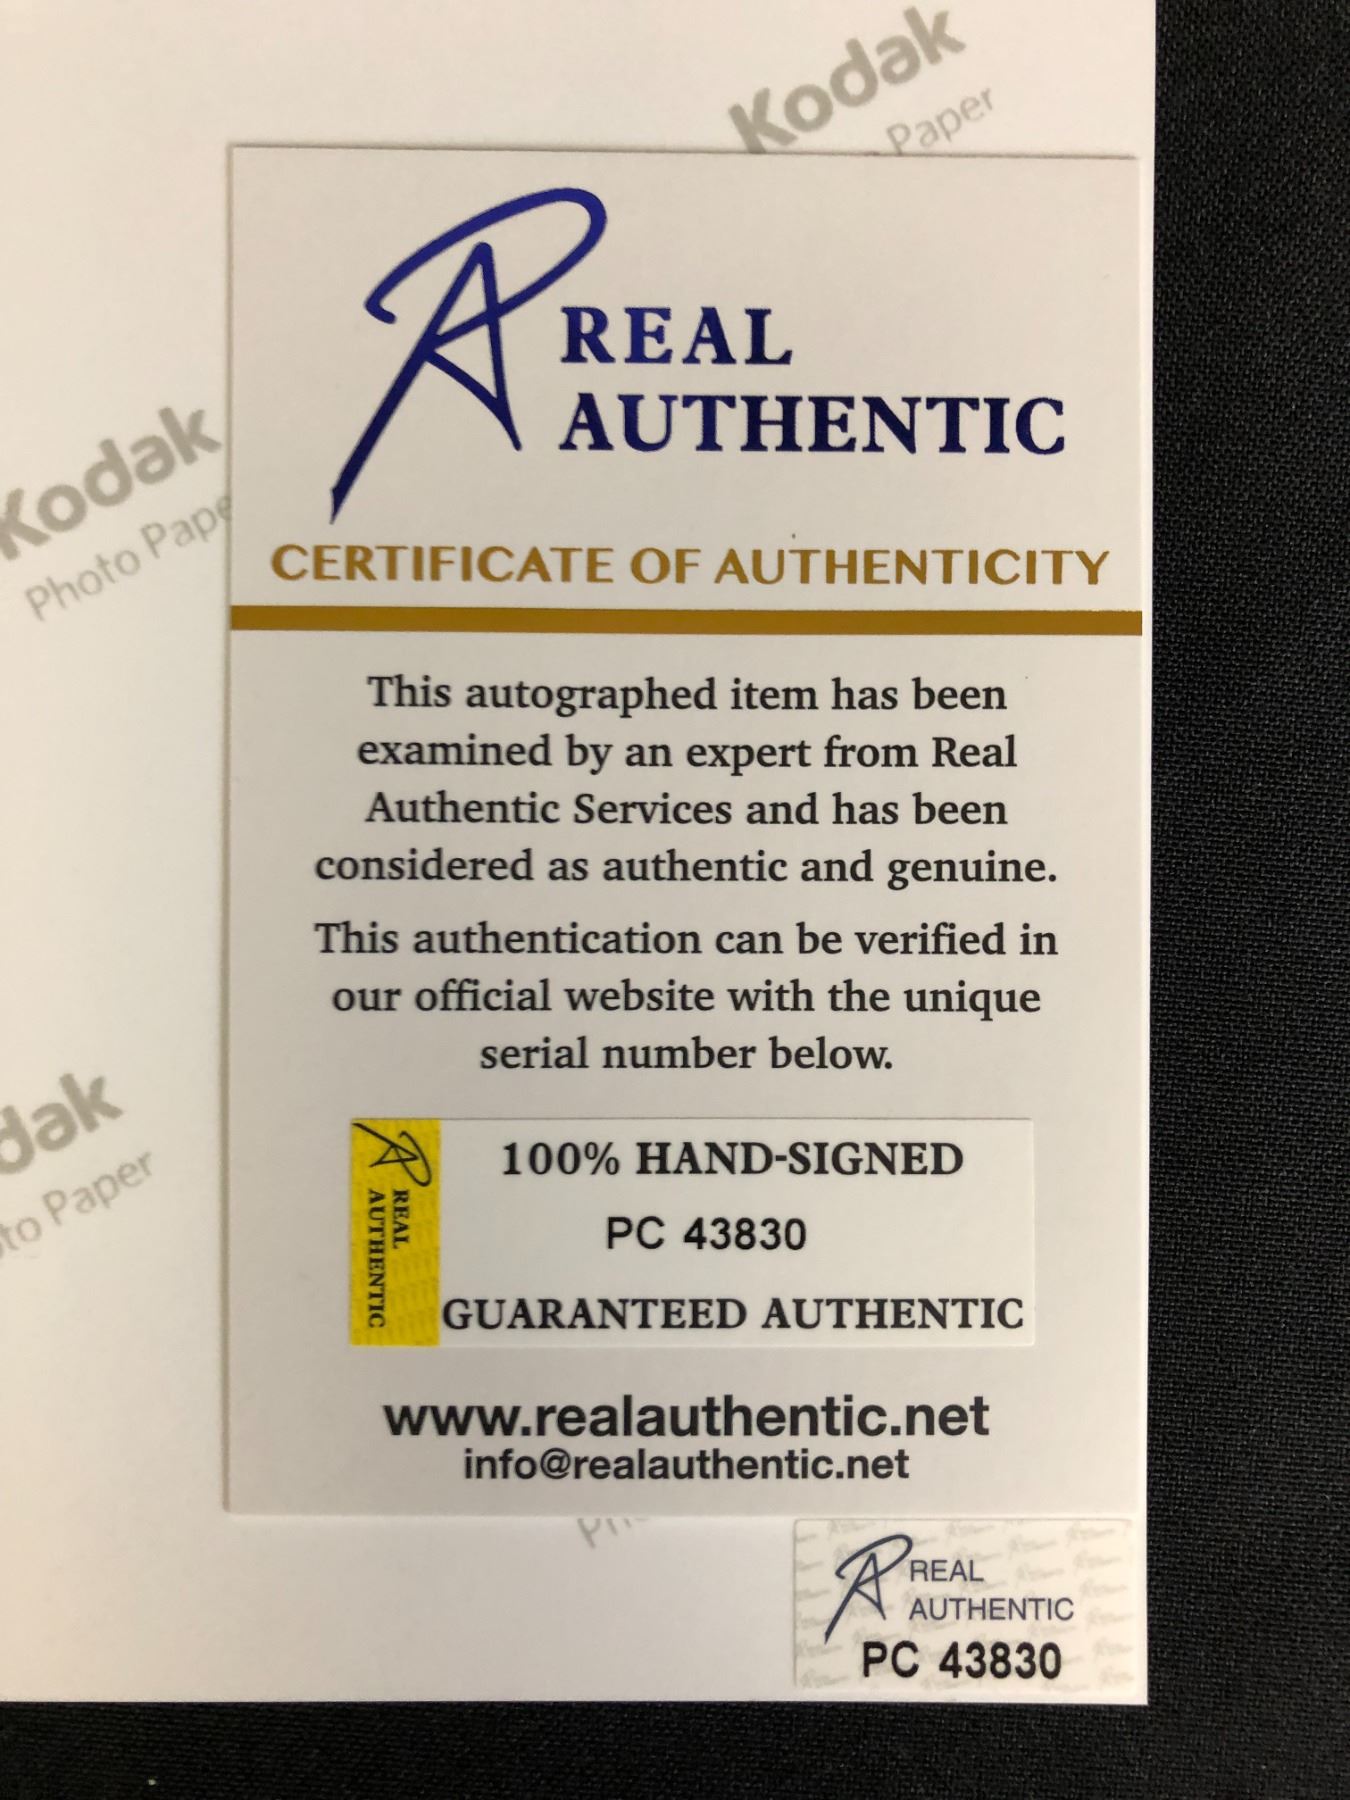 Kodak
Paper
REAL
AUTHENTIC
Kodak
Photo
CERTIFICATE OF AUTHENTICITY
This autographed item has been
examined by an expert from Real
Authentic Services and has been
considered as authentic and genuine.
This authentication can be verified in
our official website with the unique
serial number below.
Paper
REAL
AUTHENTIC
100% HAND-SIGNED
PC 43830
GUARANTEED AUTHENTIC
www.realauthentic.net
info@realauthentic.net
REAL
AUTHENTIC
PC 43830